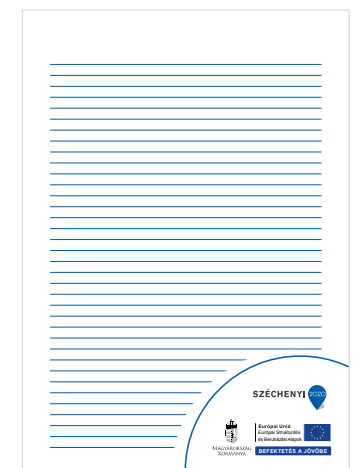 SZÉCHENYI 2020
Európai Unió
Európai Strukturális
és Beruházási Alapok
MAGYARORSZÁG
KORMÁNYA
BEFEKTETÉS A JÖVŐBE